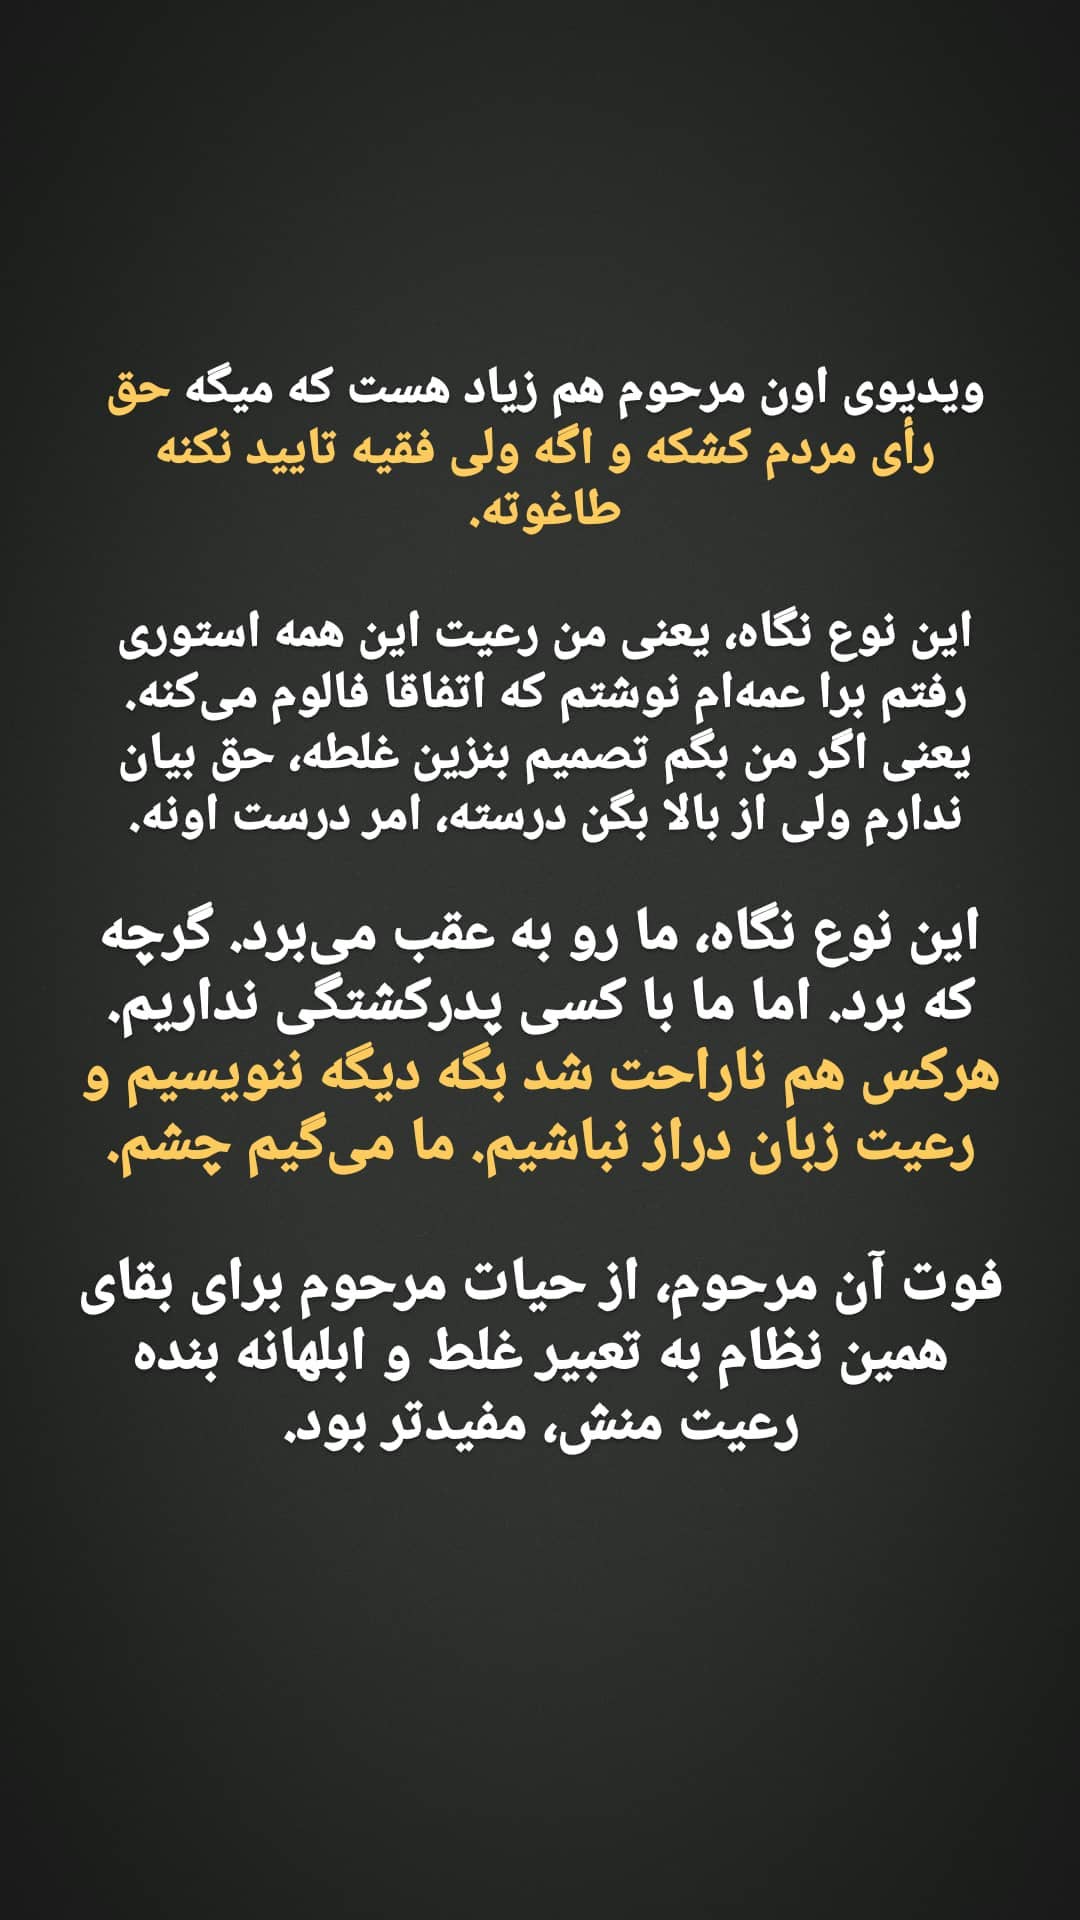 ویدیوی اون مرحوم هم زیاد هست که میگه حق
رأی مردم کشکه و اگه ولی فقیه تایید نکنه
طاغوته.
این نوع نگاه، یعنی من رعیت این همه استوری
رفتم برا عمه‌ام نوشتم که اتفاقا فالوم می‌کنه.
یعنی اگر من بگم تصمیم بنزین غلطه، حق بیان
ندارم ولی از بالا بگن درسته، امر درست اونه.
این نوع نگاه، ما رو به عقب می‌برد. گرچه
که برد. اما ما با کسی پدرکشتگی نداریم.
هرکس هم ناراحت شد بگه دیگه ننویسیم و
رعیت زبان دراز نباشیم. ما می‌گیم چشم.
فوت آن مرحوم، از حیات مرحوم برای بقای
همین نظام به تعبیر غلط و ابلهانه بنده
رعیت منش، مفیدتر بود.